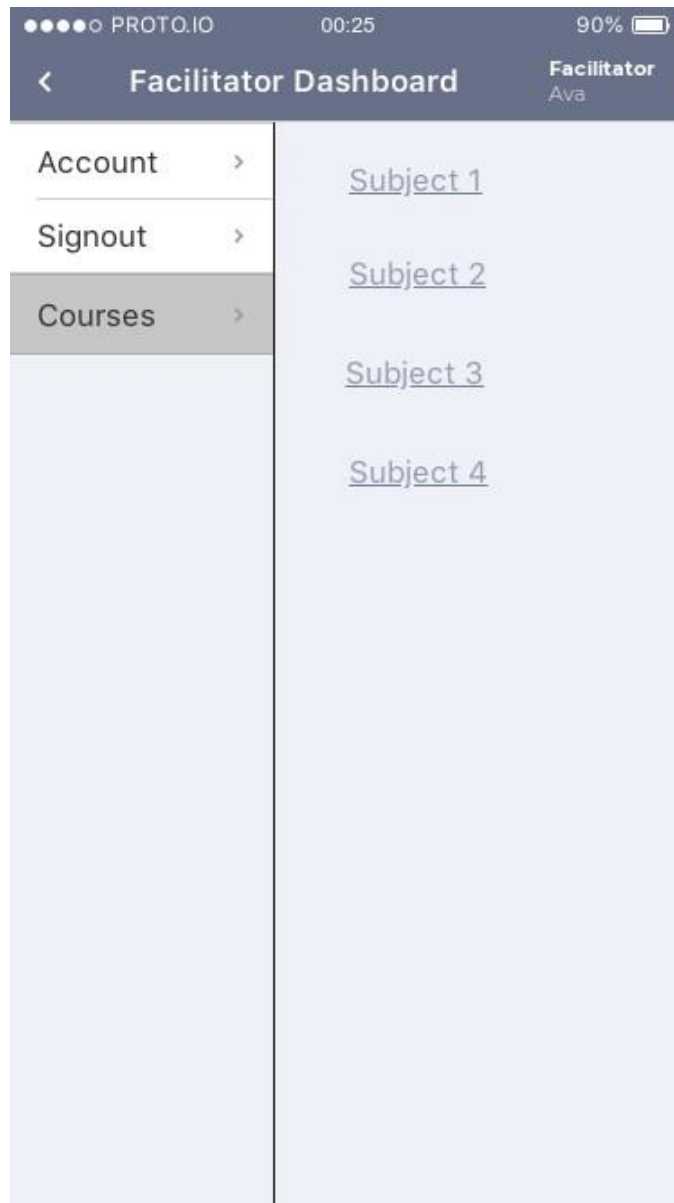 PROTO.IO 00:25 90%
< Facilitator Dashboard
Facilitator
Ava
Account >
Signout >
Courses >
Subject 1
Subject 2
Subject 3
Subject 4